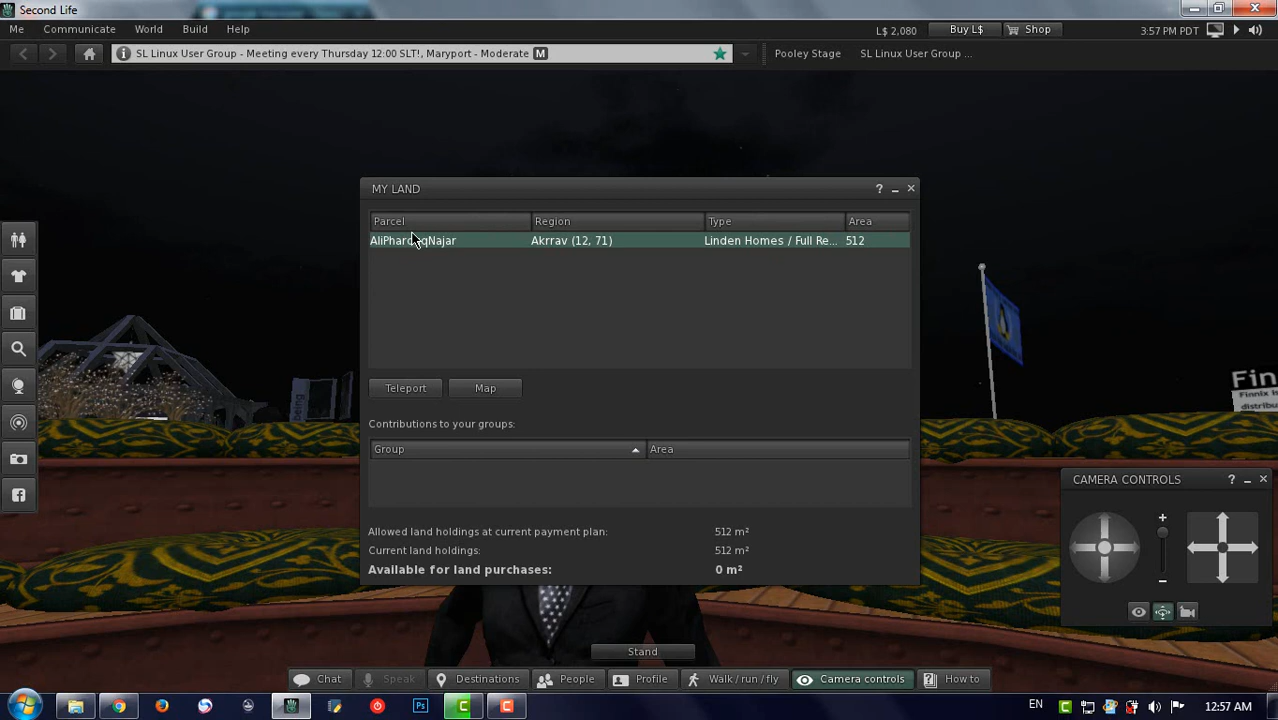 Second Life
Me Communicate World Build Help
L$ 2,080 Buy L$ Shop 3:57 PM PDT
SL Linux User Group - Meeting every Thursday 12:00 SLT!, Maryport - Moderate M
Pooley Stage SL Linux User Group ...
MY LAND ?
Parcel Region Type Area
Akrrav (12, 71) Linden Homes / Full Re... 512
Teleport Map
Fin
Finnix is
distribu
Contributions to your groups:
Group Area
CAMERA CONTROLS ?
Allowed land holdings at current payment plan: 512 m²
Current land holdings: 512 m²
Available for land purchases: 0 m²
Stand
Chat Speak Destinations People Profile Walk / run / fly Camera controls How to
Ps C C
EN C 12:57 AM